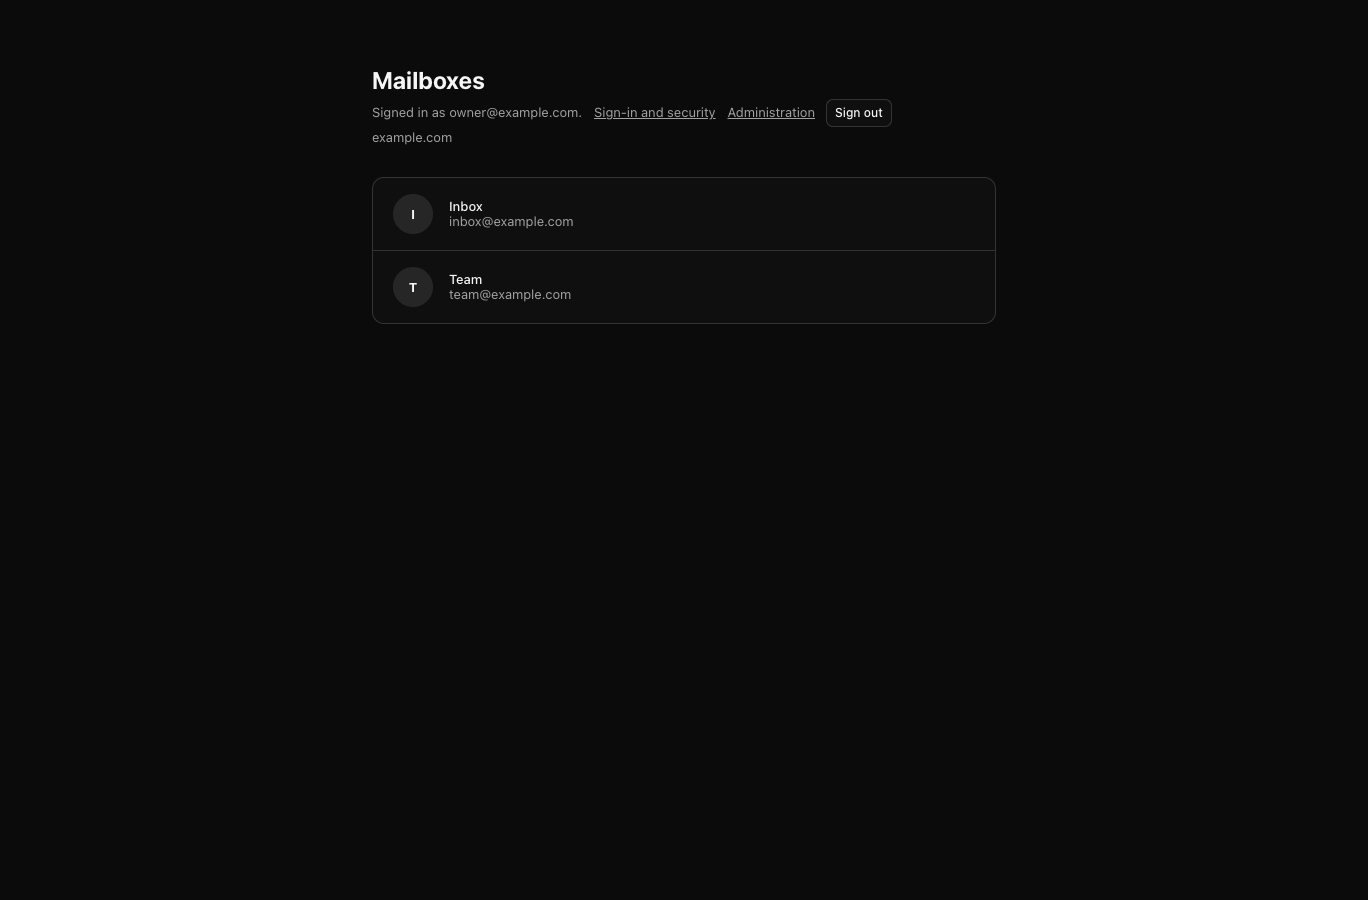 Mailboxes
Signed in as owner@example.com. Sign-in and security Administration Sign out
example.com
I
Inbox
inbox@example.com
T
Team
team@example.com